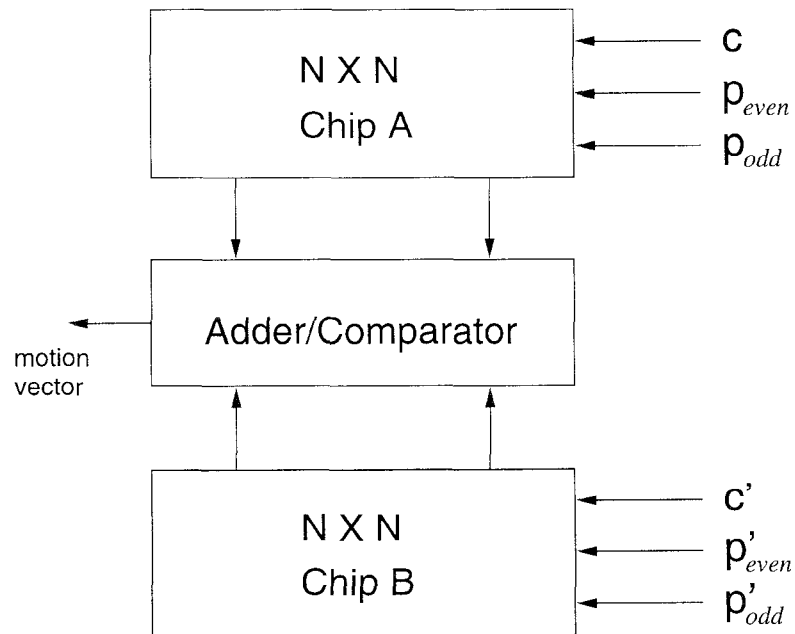 N X N
Chip A
c
p_even
p_odd
Adder/Comparator
motion
vector
N X N
Chip B
c'
p'_even
p'_odd